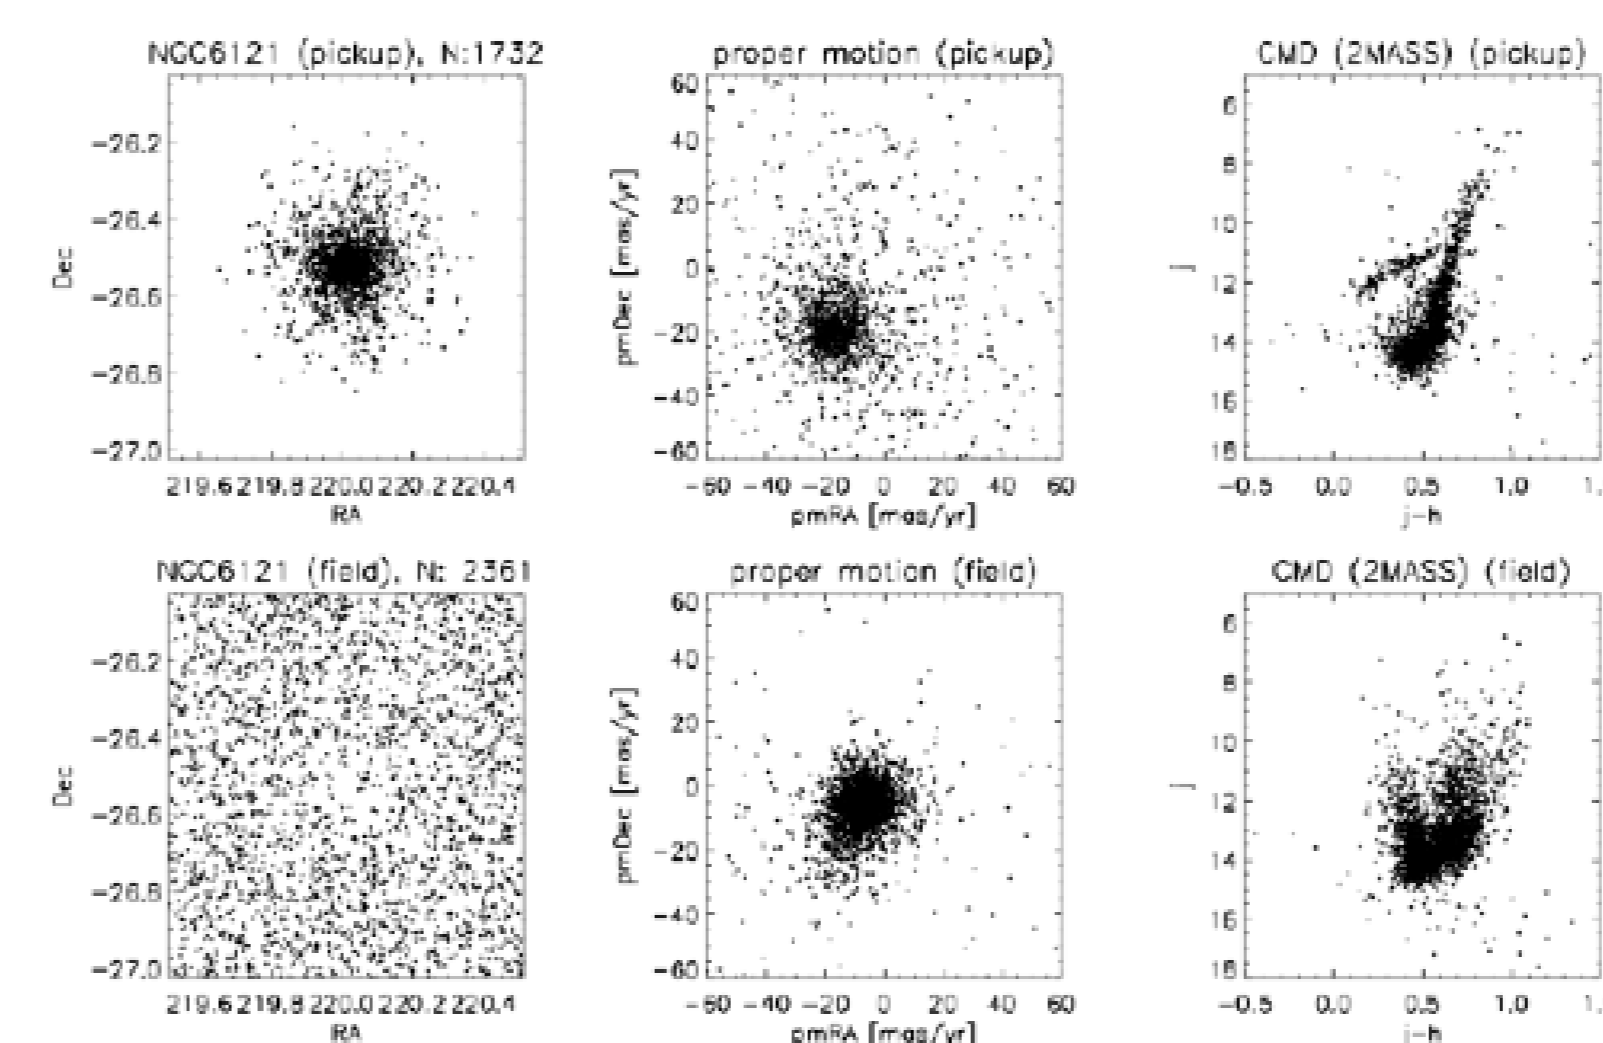 NGC6121 (pickup), N:1732
proper motion (pickup)
CMD (2MASS) (pickup)
Dec
-26.2
-26.4
-26.6
-26.8
-27.0
219.6 219.8 220.0 220.2 220.4
RA
pmDec [mas/yr]
60
40
20
0
-20
-40
-60
-60 -40 -20 0 20 40 60
pmRA [mas/yr]
j
6
8
10
12
14
16
18
-0.5 0.0 0.5 1.0 1.
j-h
NGC6121 (field), N: 2361
proper motion (field)
CMD (2MASS) (field)
Dec
-26.2
-26.4
-26.6
-26.8
-27.0
219.6 219.8 220.0 220.2 220.4
RA
pmDec [mas/yr]
60
40
20
0
-20
-40
-60
-60 -40 -20 0 20 40 60
pmRA [mas/yr]
j
6
8
10
12
14
16
18
-0.5 0.0 0.5 1.0 1.
j-h